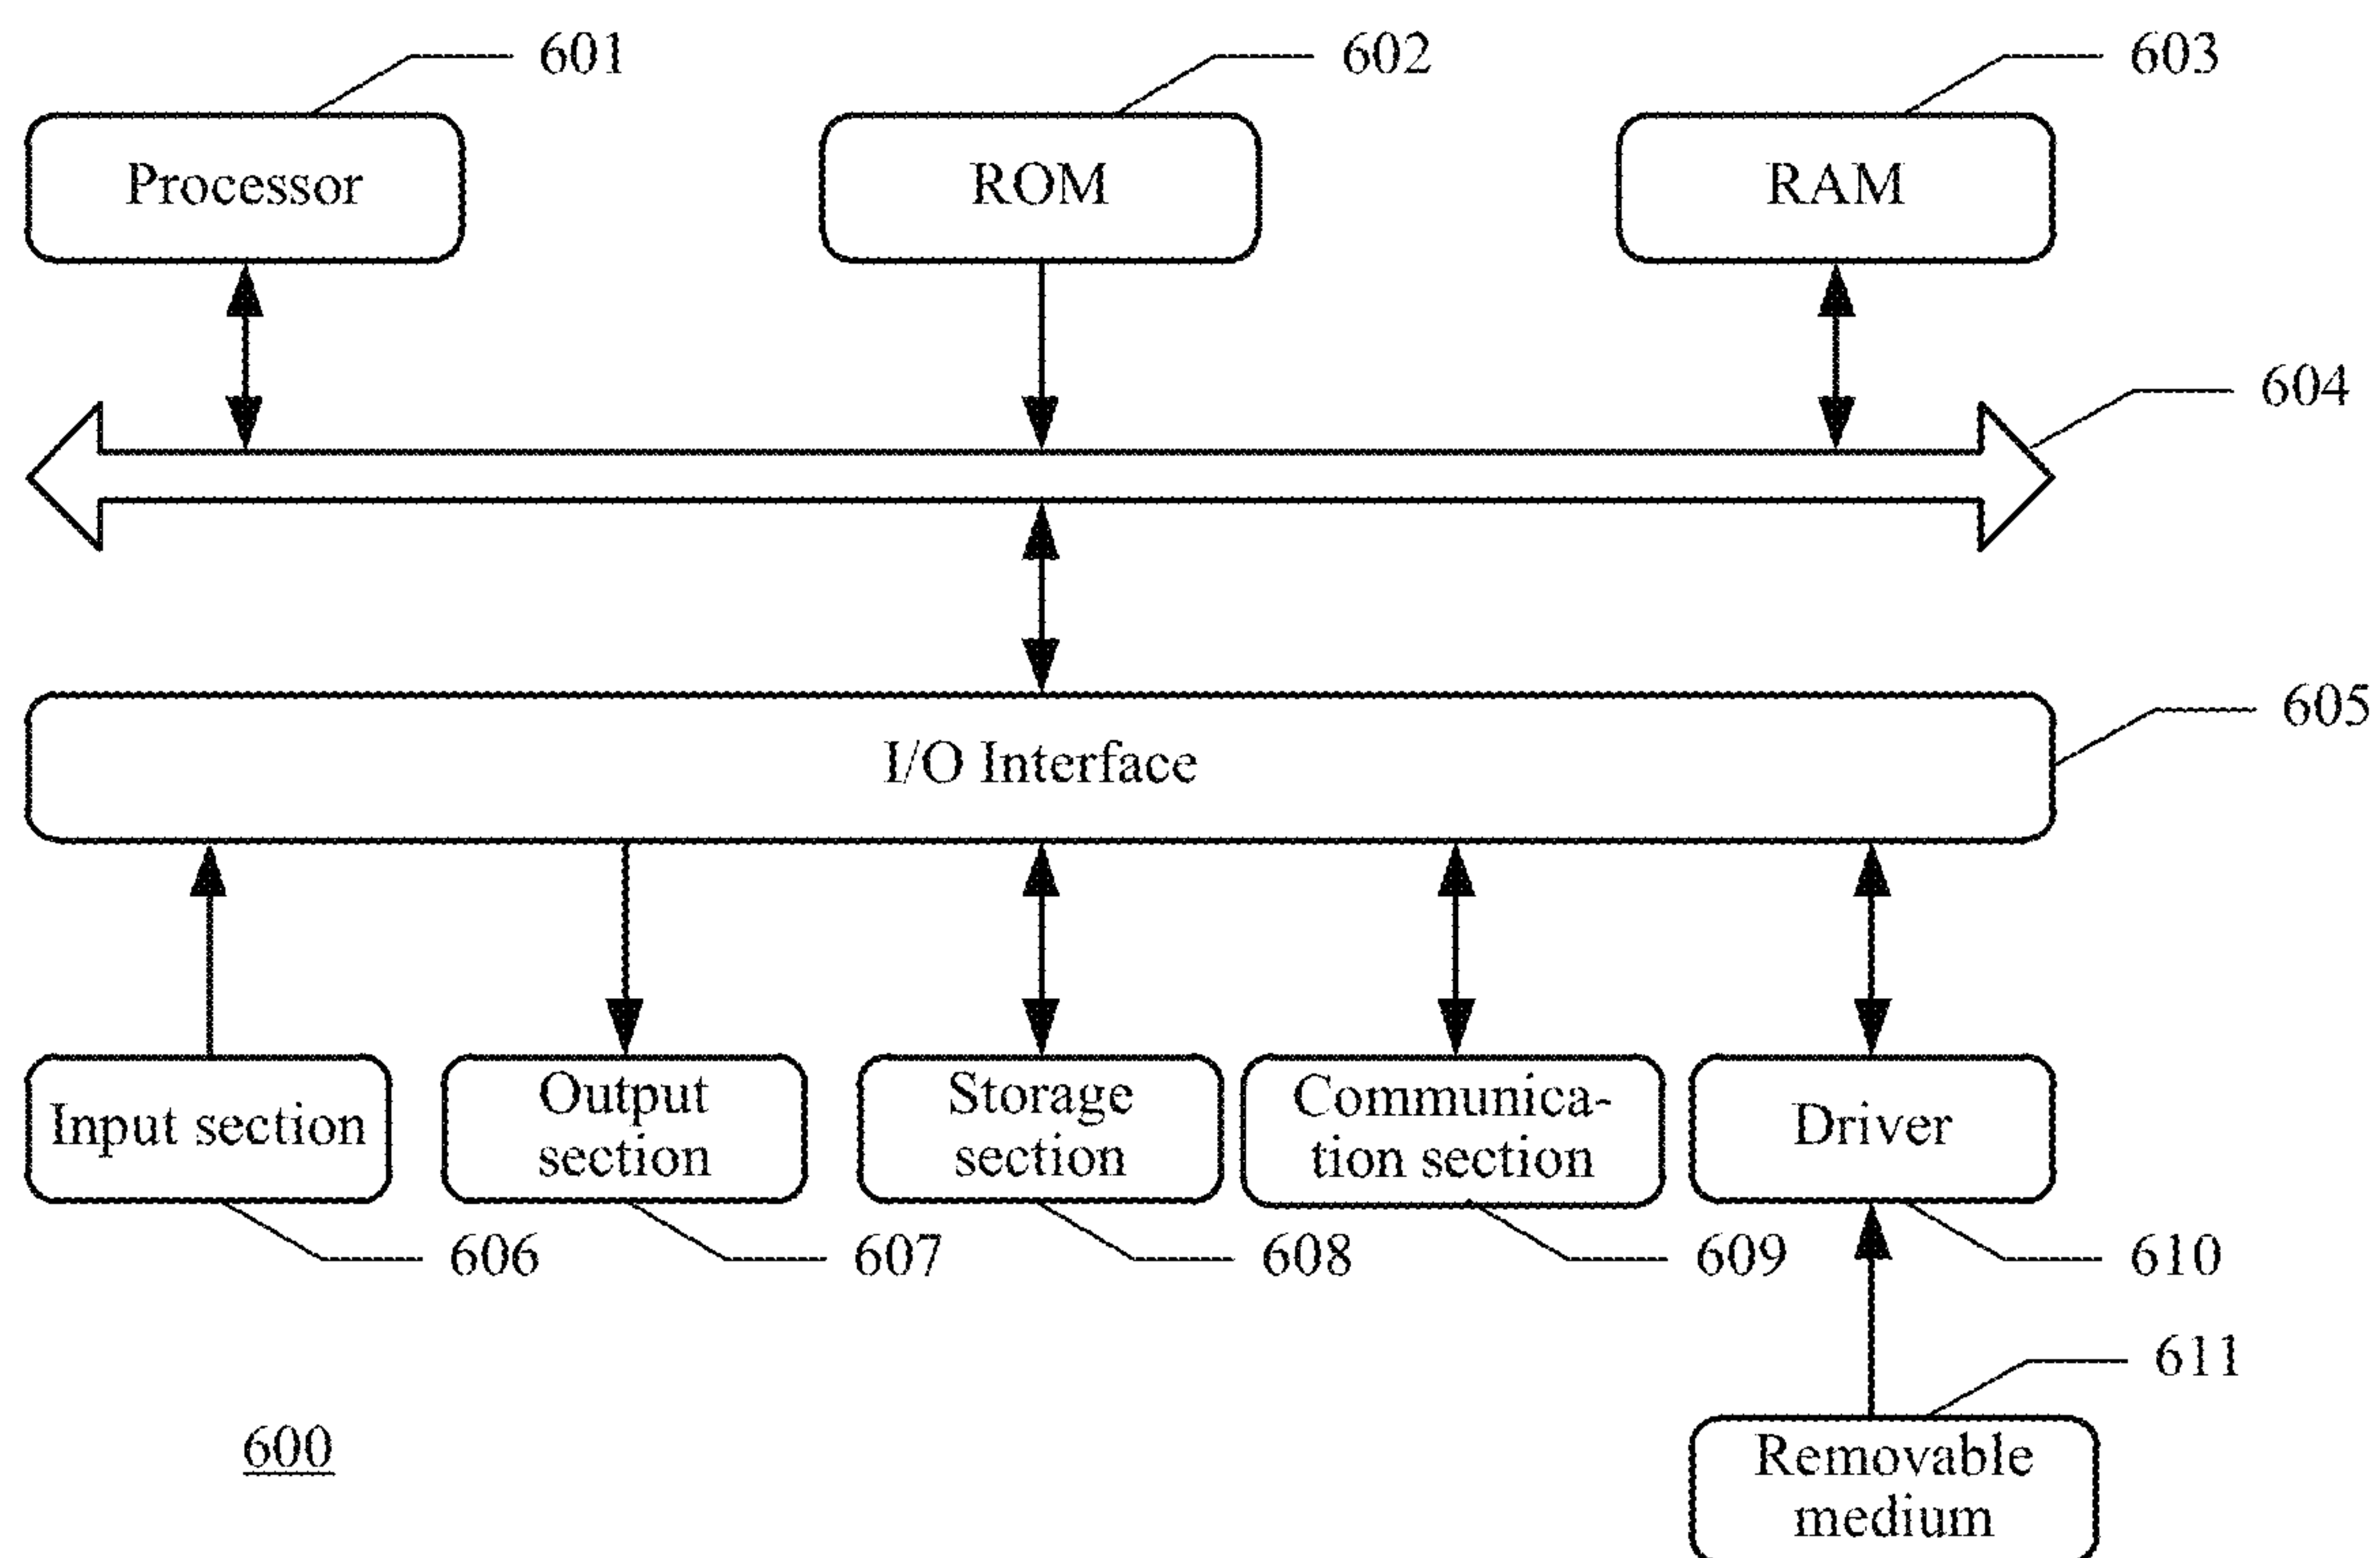 601
602
603
Processor
ROM
RAM
604
605
I/O Interface
Input section
Output
section
Storage
section
Communica-
tion section
Driver
606
607
608
609
610
611
600
Removable
medium